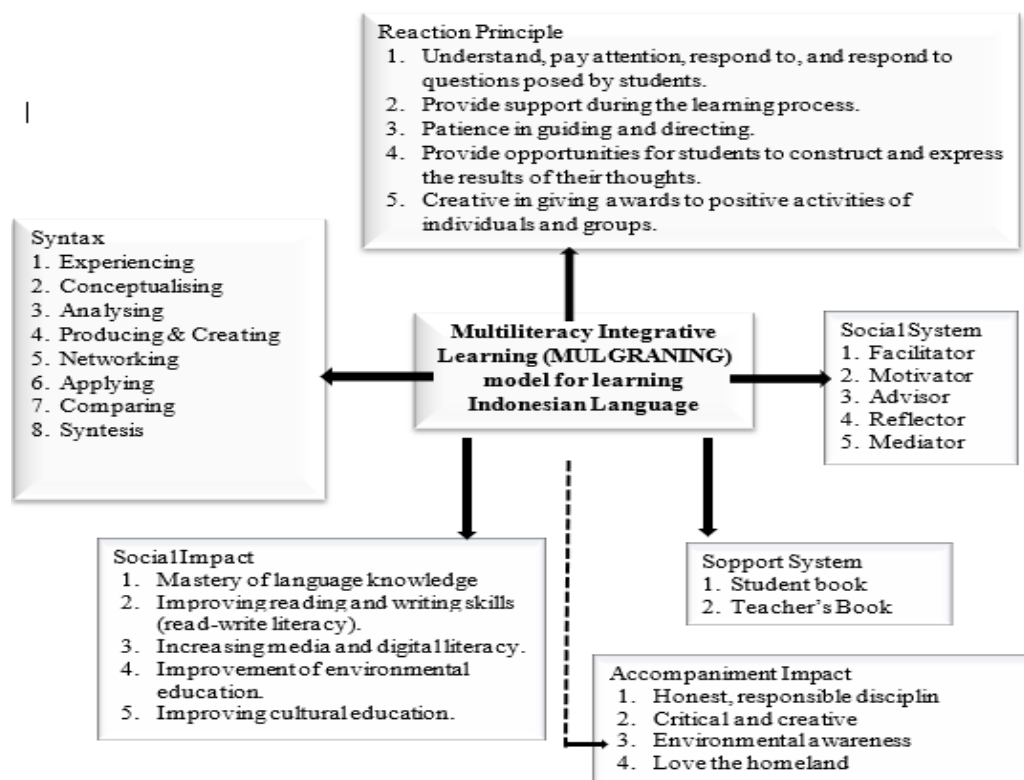 Reaction Principle
1. Understand, pay attention, respond to, and respond to
questions posed by students.
2. Provide support during the learning process.
3. Patience in guiding and directing.
4. Provide opportunities for students to construct and express
the results of their thoughts.
5. Creative in giving awards to positive activities of
individuals and groups.
Syntax
1. Experiencing
2. Conceptualising
3. Analysing
4. Producing & Creating
5. Networking
6. Applying
7. Comparing
8. Syntesis
Multiliteracy Integrative
Learning (MULGRANING)
model for learning
Indonesian Language
Social System
1. Facilitator
2. Motivator
3. Advisor
4. Reflector
5. Mediator
Social Impact
1. Mastery of language knowledge
2. Improving reading and writing skills
(read-write literacy).
3. Increasing media and digital literacy.
4. Improvement of environmental
education.
5. Improving cultural education.
Sopport System
1. Student book
2. Teacher's Book
Accompaniment Impact
1. Honest, responsible disciplin
2. Critical and creative
3. Environmental awareness
4. Love the homeland